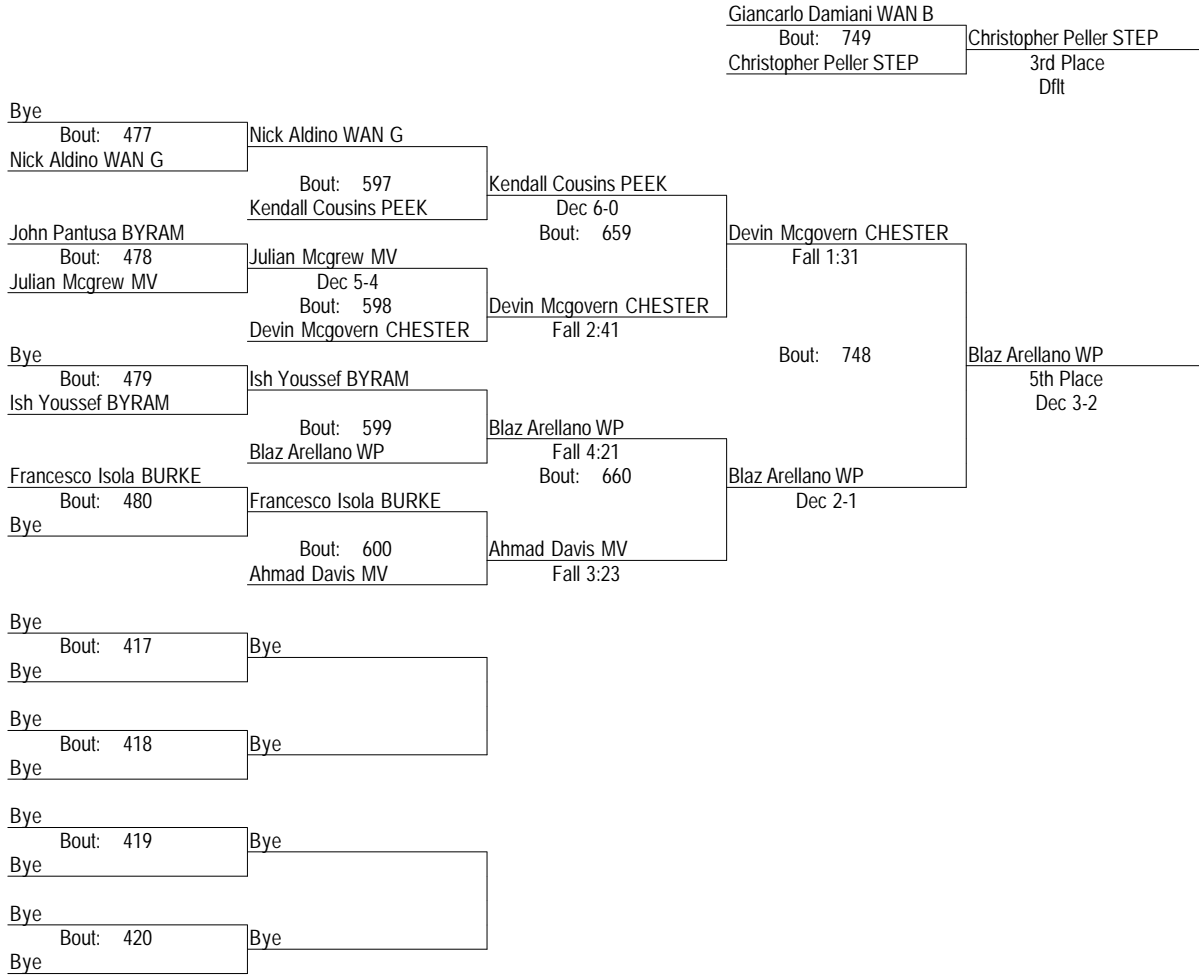 Giancarlo Damiani WAN B
Bout: 749
Christopher Peller STEP
Christopher Peller STEP
3rd Place
Dflt
Bye
Bout: 477
Nick Aldino WAN G
Nick Aldino WAN G
Bout: 597
Kendall Cousins PEEK
Kendall Cousins PEEK
Dec 6-0
Bout: 659
John Pantusa BYRAM
Bout: 478
Julian Mcgrew MV
Julian Mcgrew MV
Dec 5-4
Bout: 598
Devin Mcgovern CHESTER
Devin Mcgovern CHESTER
Fall 2:41
Devin Mcgovern CHESTER
Fall 1:31
Bye
Bout: 479
Ish Youssef BYRAM
Ish Youssef BYRAM
Bout: 599
Blaz Arellano WP
Blaz Arellano WP
Fall 4:21
Bout: 660
Bout: 748
Blaz Arellano WP
5th Place
Dec 3-2
Francesco Isola BURKE
Bout: 480
Bye
Francesco Isola BURKE
Bout: 600
Ahmad Davis MV
Ahmad Davis MV
Fall 3:23
Blaz Arellano WP
Dec 2-1
Bye
Bout: 417
Bye
Bye
Bye
Bout: 418
Bye
Bye
Bye
Bout: 419
Bye
Bye
Bye
Bout: 420
Bye
Bye